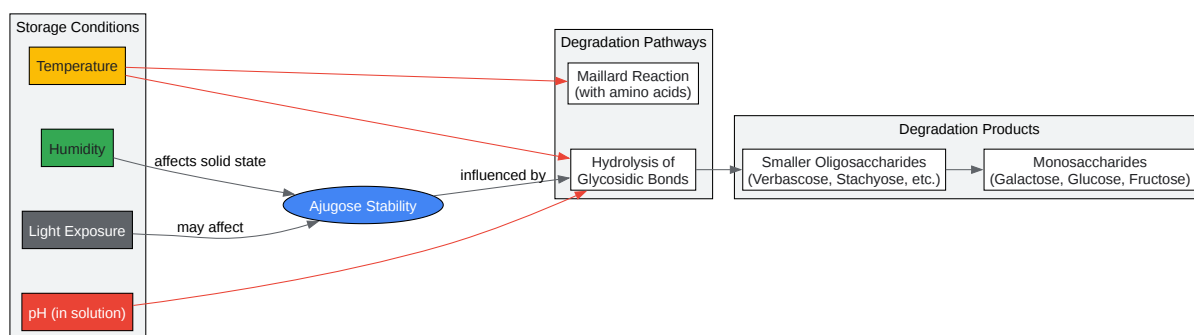 Storage Conditions
Temperature
Humidity
Light Exposure
pH (in solution)
affects solid state
may affect
Ajugose Stability
influenced by
Degradation Pathways
Maillard Reaction
(with amino acids)
Hydrolysis of
Glycosidic Bonds
Degradation Products
Smaller Oligosaccharides
(Verbascose, Stachyose, etc.)
Monosaccharides
(Galactose, Glucose, Fructose)